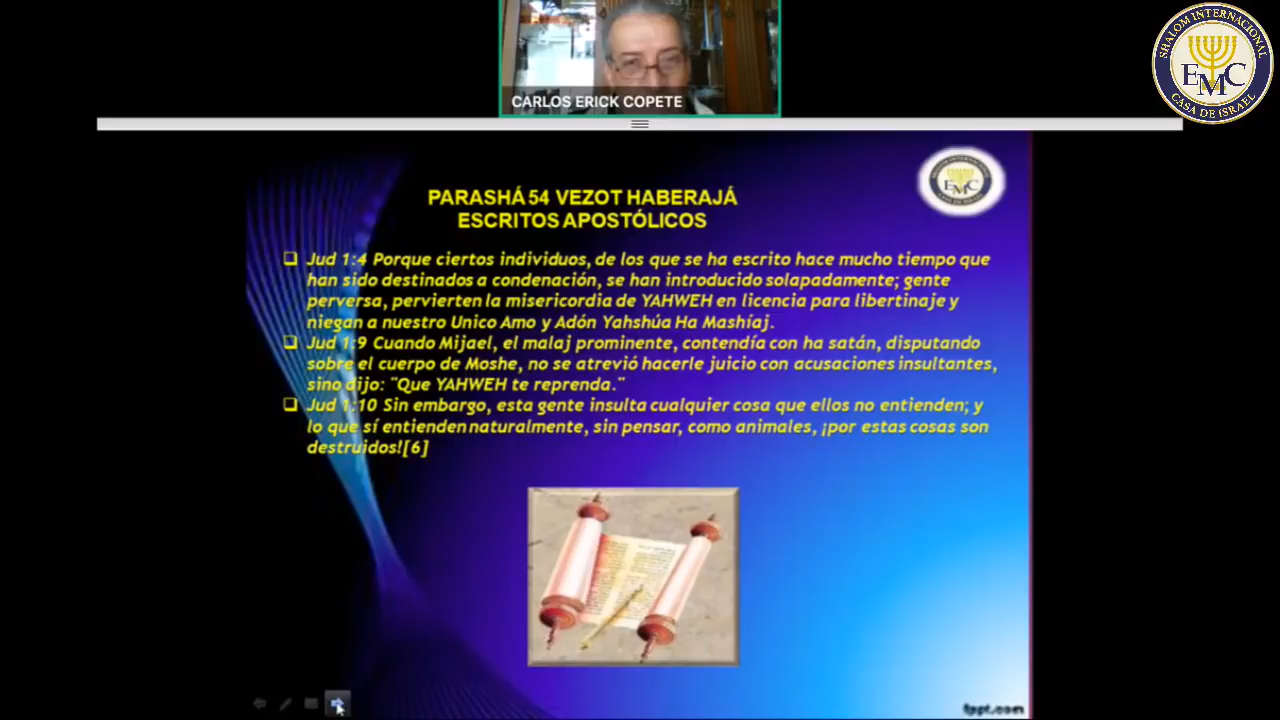 CARLOS ERICK COPETE
SHALOM INTERNACIONAL
EMC
CASA DE ISRAEL
EMC
PARASHÁ 54 VEZOT HABERAJÁ
ESCRITOS APOSTÓLICOS
Jud 1:4 Porque ciertos individuos, de los que se ha escrito hace mucho tiempo que
han sido destinados a condenación, se han introducido solapadamente; gente
perversa, pervierten la misericordia de YAHWEH en licencia para libertinaje y
niegan a nuestro Unico Amo y Adón Yahshúa Ha Mashíaj.
Jud 1:9 Cuando Mijael, el malaj prominente, contendía con ha satán, disputando
sobre el cuerpo de Moshe, no se atrevió hacerle juicio con acusaciones insultantes,
sino dijo: "Que YAHWEH te reprenda."
Jud 1:10 Sin embargo, esta gente insulta cualquier cosa que ellos no entienden; y
lo que sí entienden naturalmente, sin pensar, como animales, ¡por estas cosas son
destruidos![6]
fppt.com